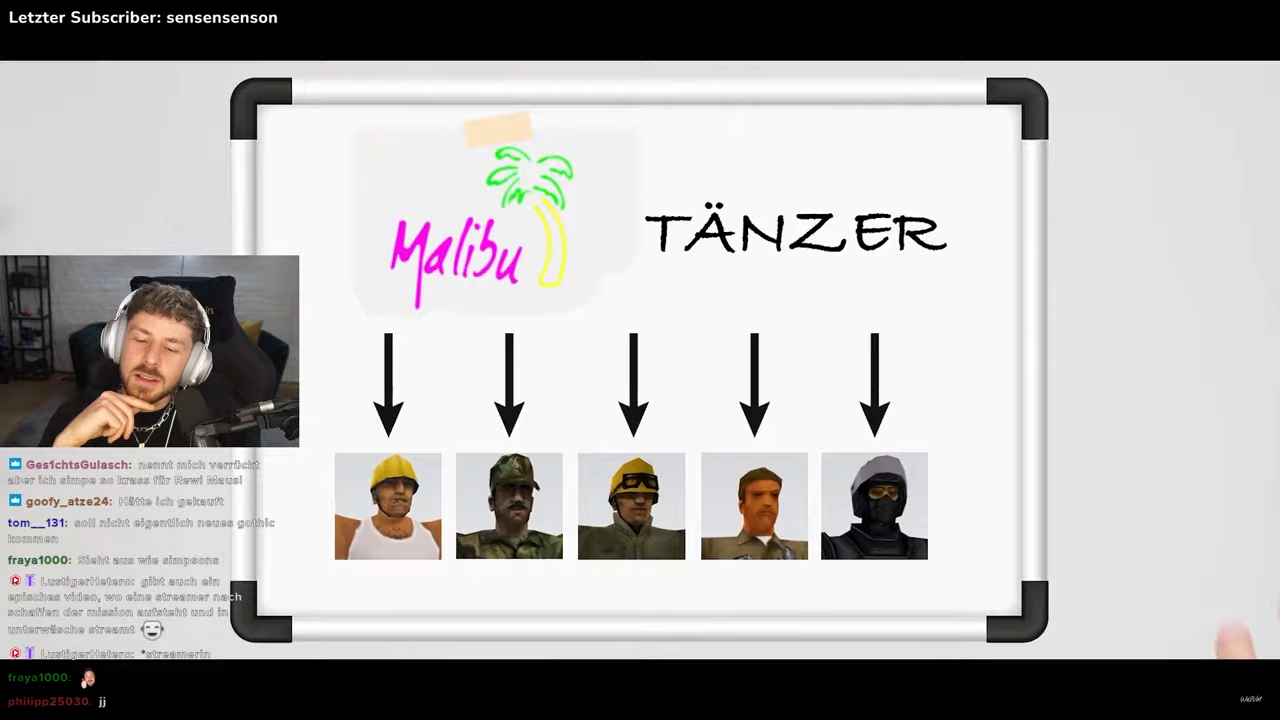 Letzter Subscriber: sensensenson
Malibu
TÄNZER
Ges1chtsGulasch: nennt mich verrückt
aber ich simpe so krass für Rewi Mausi
goofy_atze24: Hätte ich gekauft
tom__131: soll nicht eigentlich neues gothic
kommen
fraya1000: Sieht aus wie simpsons
LustigerHetero: gibt auch ein
episches video, wo eine streamer nach
schaffen der mission aufsteht und in
unterwäsche streamt
LustigerHetero: *streamerin
fraya1000:
philipp25030: jj